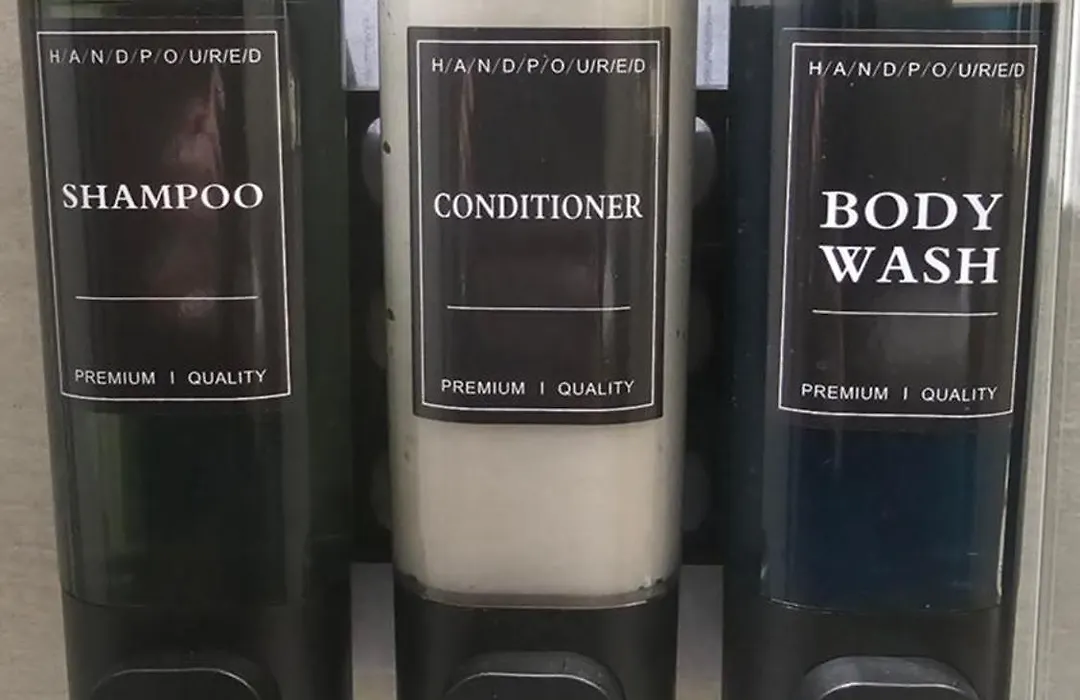 H/A/N/D/P/O/U/R/E/D
SHAMPOO
PREMIUM | QUALITY
H/A/N/D/P/O/U/R/E/D
CONDITIONER
PREMIUM | QUALITY
H/A/N/D/P/O/U/R/E/D
BODY
WASH
PREMIUM | QUALITY